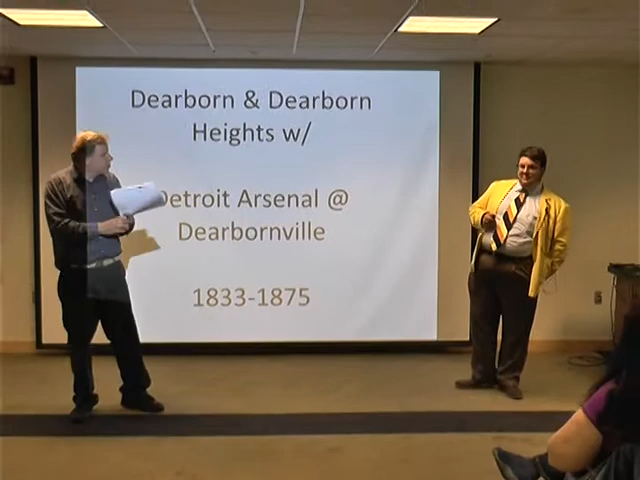 Dearborn & Dearborn
Heights w/
Detroit Arsenal @
Dearbornville
1833-1875